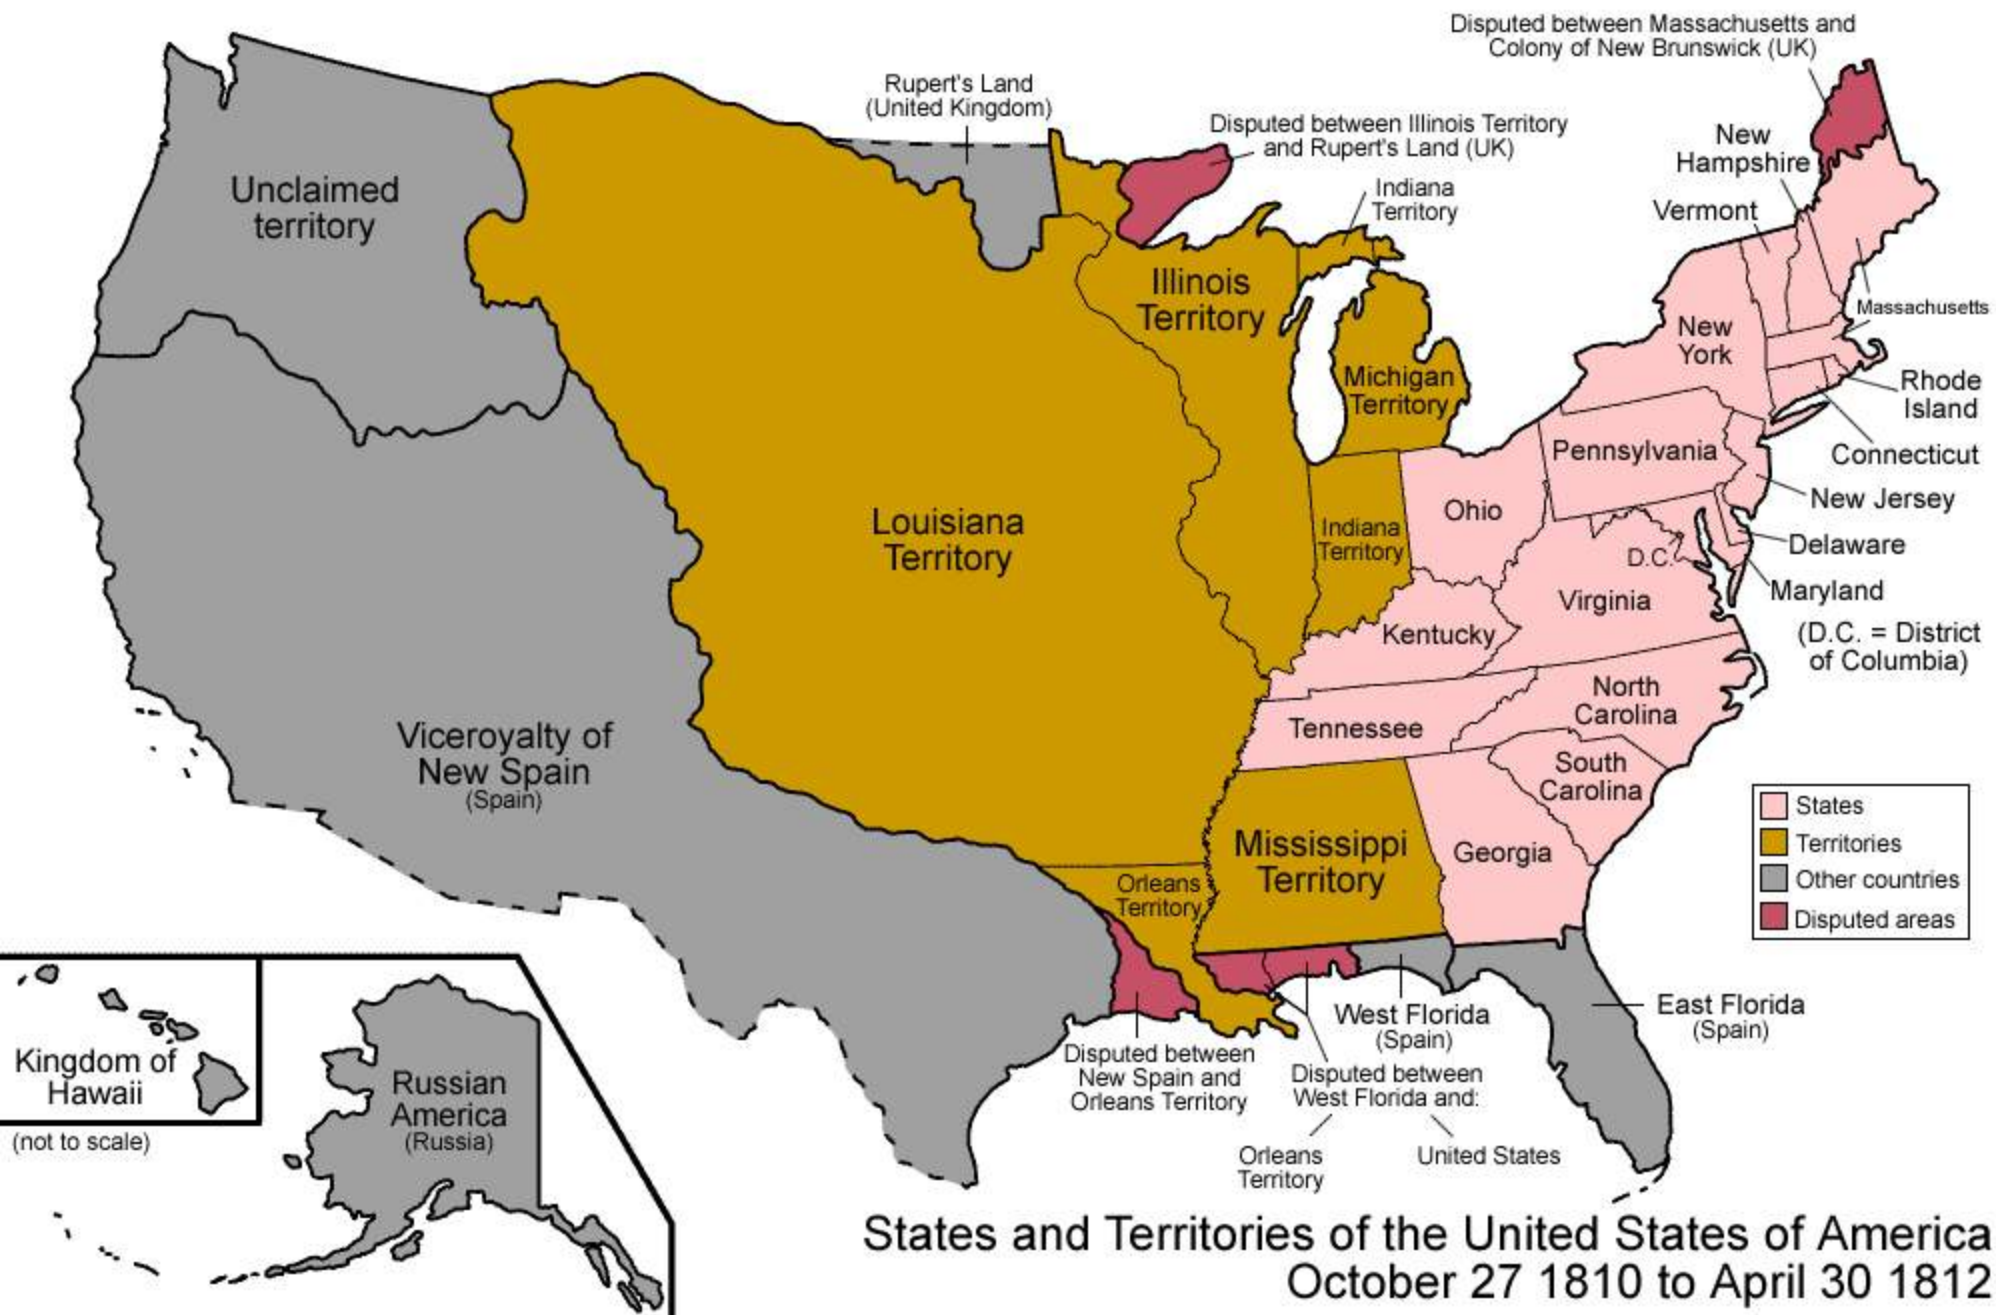 Disputed between Massachusetts and
Colony of New Brunswick (UK)
Rupert's Land
(United Kingdom)
Disputed between Illinois Territory
and Rupert's Land (UK)
New
Hampshire
Indiana
Territory
Vermont
Unclaimed
territory
Illinois
Territory
Massachusetts
New
York
Michigan
Territory
Rhode
Island
Pennsylvania
Connecticut
New Jersey
Ohio
Louisiana
Territory
Indiana
Territory
D.C.
Delaware
Maryland
Virginia
(D.C. = District
of Columbia)
Kentucky
North
Carolina
Tennessee
Viceroyalty of
New Spain
(Spain)
South
Carolina
States
Territories
Other countries
Disputed areas
Mississippi
Territory
Georgia
Orleans
Territory
West Florida
(Spain)
East Florida
(Spain)
Disputed between
New Spain and
Orleans Territory
Disputed between
West Florida and:
Orleans
Territory
United States
Kingdom of
Hawaii
(not to scale)
Russian
America
(Russia)
States and Territories of the United States of America
October 27 1810 to April 30 1812